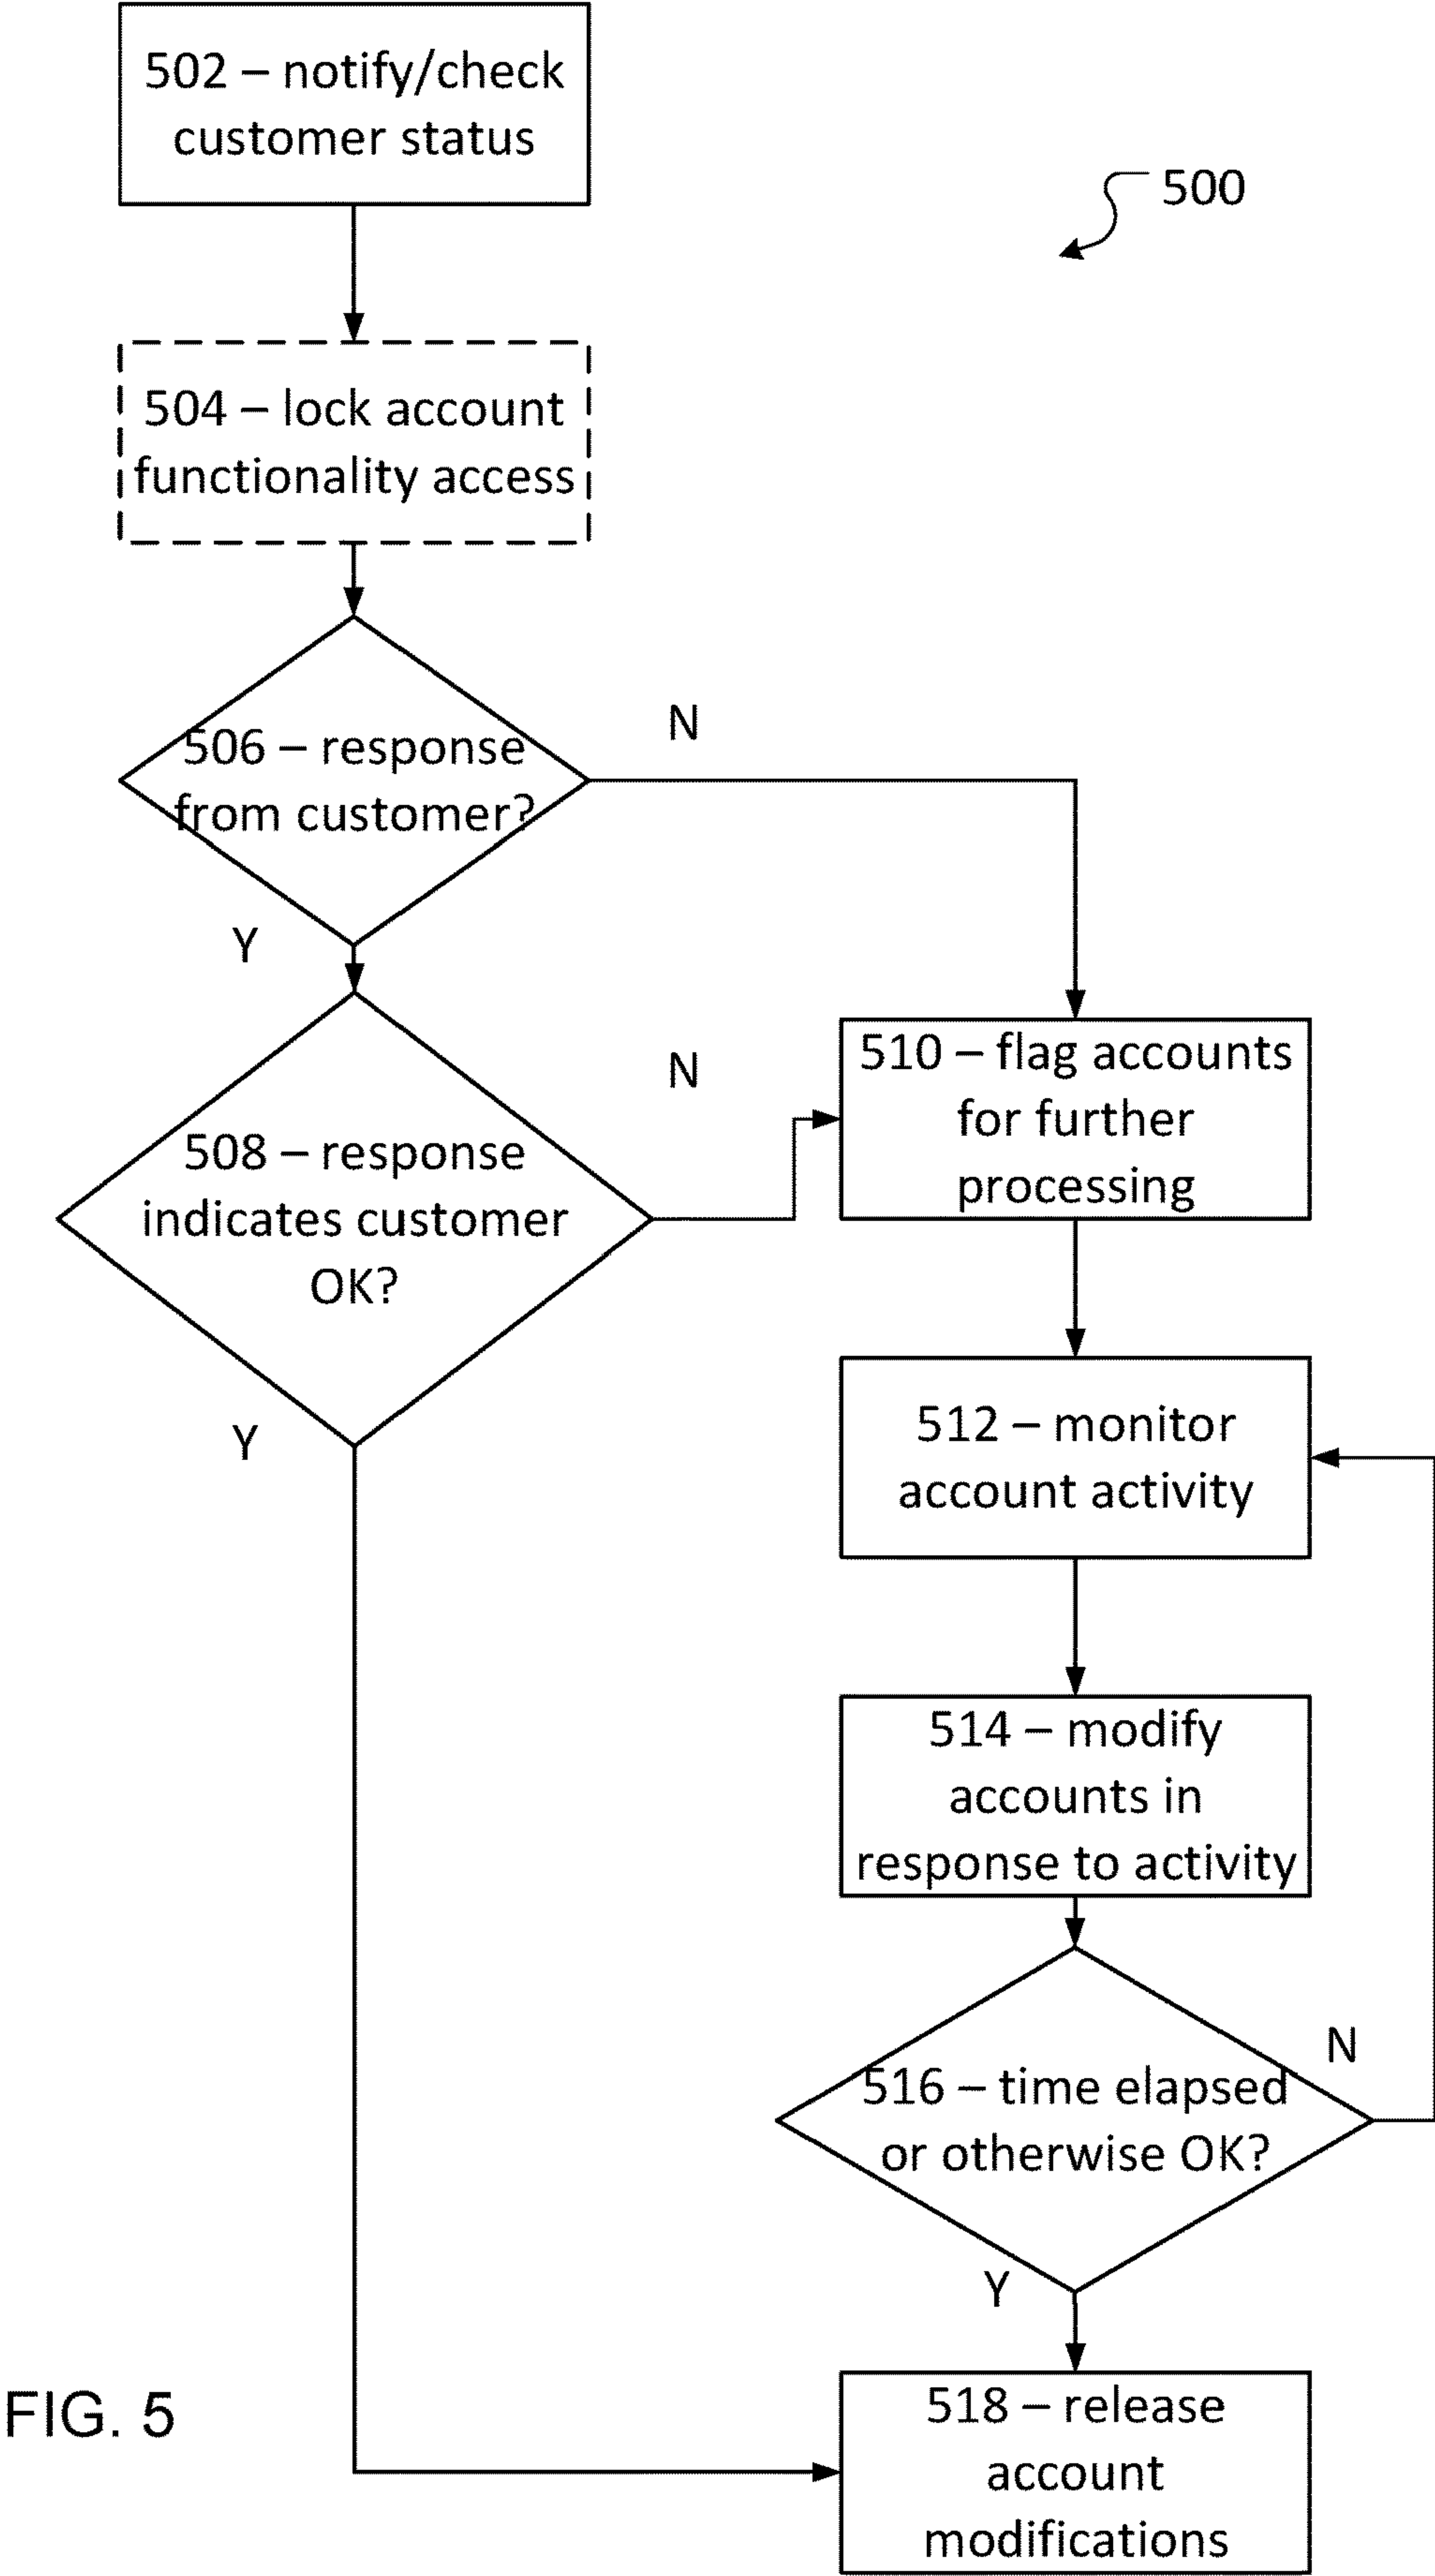 502 – notify/check
customer status
500
504 – lock account
functionality access
506 – response
from customer?
N
Y
508 – response
indicates customer
OK?
N
Y
510 – flag accounts
for further
processing
512 – monitor
account activity
514 – modify
accounts in
response to activity
516 – time elapsed
or otherwise OK?
N
Y
518 – release
account
modifications
FIG. 5